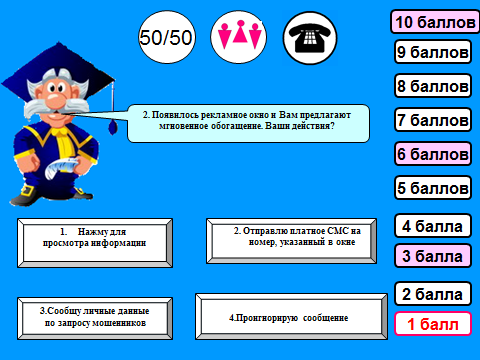 50/50
10 баллов
9 баллов
8 баллов
7 баллов
6 баллов
5 баллов
4 балла
3 балла
2 балла
1 балл
2. Появилось рекламное окно и Вам предлагают
мгновенное обогащение. Ваши действия?
1. Нажму для
просмотра информации
2. Отправлю платное СМС на
номер, указанный в окне
3.Сообщу личные данные
по запросу мошенников
4.Проигнорирую сообщение